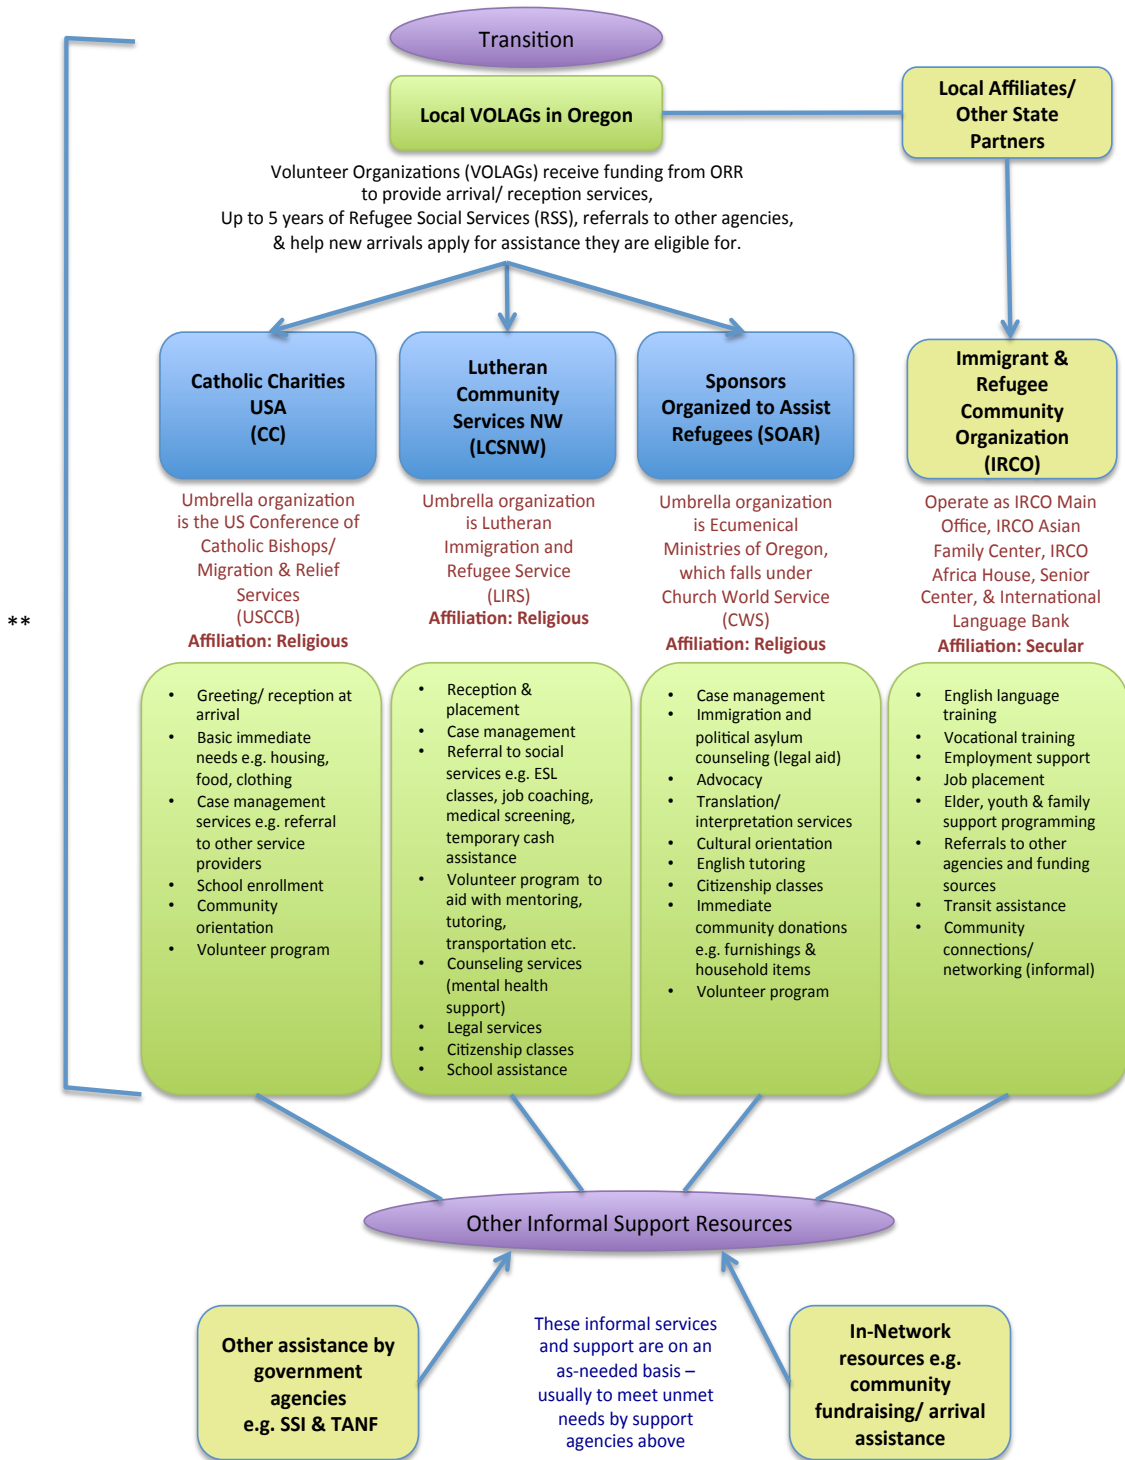 Transition
Local VOLAGs in Oregon
Local Affiliates/
Other State
Partners
Volunteer Organizations (VOLAGs) receive funding from ORR
to provide arrival/ reception services,
Up to 5 years of Refugee Social Services (RSS), referrals to other agencies,
& help new arrivals apply for assistance they are eligible for.
Catholic Charities
USA
(CC)
Lutheran
Community
Services NW
(LCSNW)
Sponsors
Organized to Assist
Refugees (SOAR)
Immigrant &
Refugee
Community
Organization
(IRCO)
Umbrella organization
is the US Conference of
Catholic Bishops/
Migration & Relief
Services
(USCCB)
Affiliation: Religious
Umbrella organization
is Lutheran
Immigration and
Refugee Service
(LIRS)
Affiliation: Religious
Umbrella organization
is Ecumenical
Ministries of Oregon,
which falls under
Church World Service
(CWS)
Affiliation: Religious
Operate as IRCO Main
Office, IRCO Asian
Family Center, IRCO
Africa House, Senior
Center, & International
Language Bank
Affiliation: Secular
**
• Greeting/ reception at
arrival
• Basic immediate
needs e.g. housing,
food, clothing
• Case management
services e.g. referral
to other service
providers
• School enrollment
• Community
orientation
• Volunteer program
• Reception &
placement
• Case management
• Referral to social
services e.g. ESL
classes, job coaching,
medical screening,
temporary cash
assistance
• Volunteer program to
aid with mentoring,
tutoring,
transportation etc.
• Counseling services
(mental health
support)
• Legal services
• Citizenship classes
• School assistance
• Case management
• Immigration and
political asylum
counseling (legal aid)
• Advocacy
• Translation/
interpretation services
• Cultural orientation
• English tutoring
• Citizenship classes
• Immediate
community donations
e.g. furnishings &
household items
• Volunteer program
• English language
training
• Vocational training
• Employment support
• Job placement
• Elder, youth & family
support programming
• Referrals to other
agencies and funding
sources
• Transit assistance
• Community
connections/
networking (informal)
Other Informal Support Resources
Other assistance by
government
agencies
e.g. SSI & TANF
These informal services
and support are on an
as-needed basis –
usually to meet unmet
needs by support
agencies above
In-Network
resources e.g.
community
fundraising/ arrival
assistance